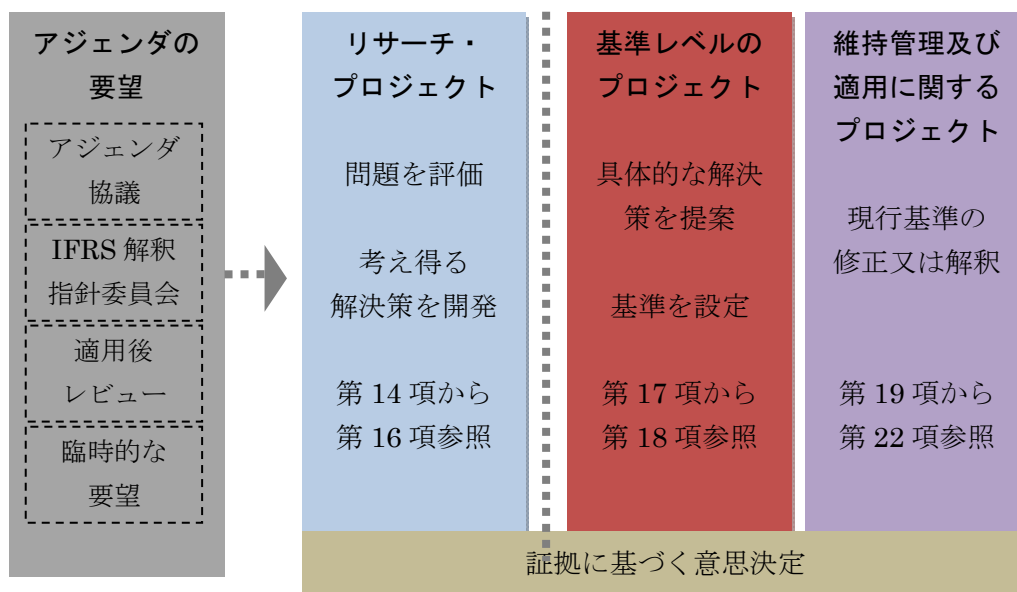 アジェンダの
要望
アジェンダ
協議
IFRS 解釈
指針委員会
適用後
レビュー
臨時的な
要望
リサーチ・
プロジェクト
問題を評価
考え得る
解決策を開発
第 14 項から
第 16 項参照
基準レベルの
プロジェクト
具体的な解決
策を提案
基準を設定
第 17 項から
第 18 項参照
維持管理及び
適用に関する
プロジェクト
現行基準の
修正又は解釈
第 19 項から
第 22 項参照
証拠に基づく意思決定